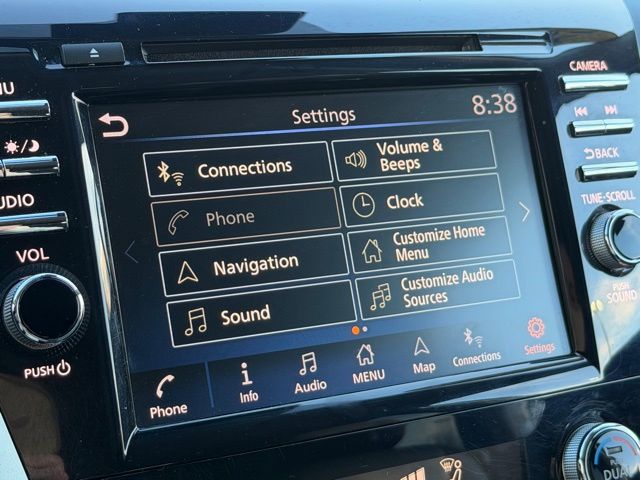 CAMERA
Settings
8:38
Connections
Volume &
Beeps
BACK
Phone
Clock
AUDIO
TUNE·SCROLL
Navigation
Customize Home
Menu
VOL
Sound
Customize Audio
Sources
PUSH
SOUND
PUSH
Phone
Info
Audio
MENU
Map
Connections
Settings
DUAL